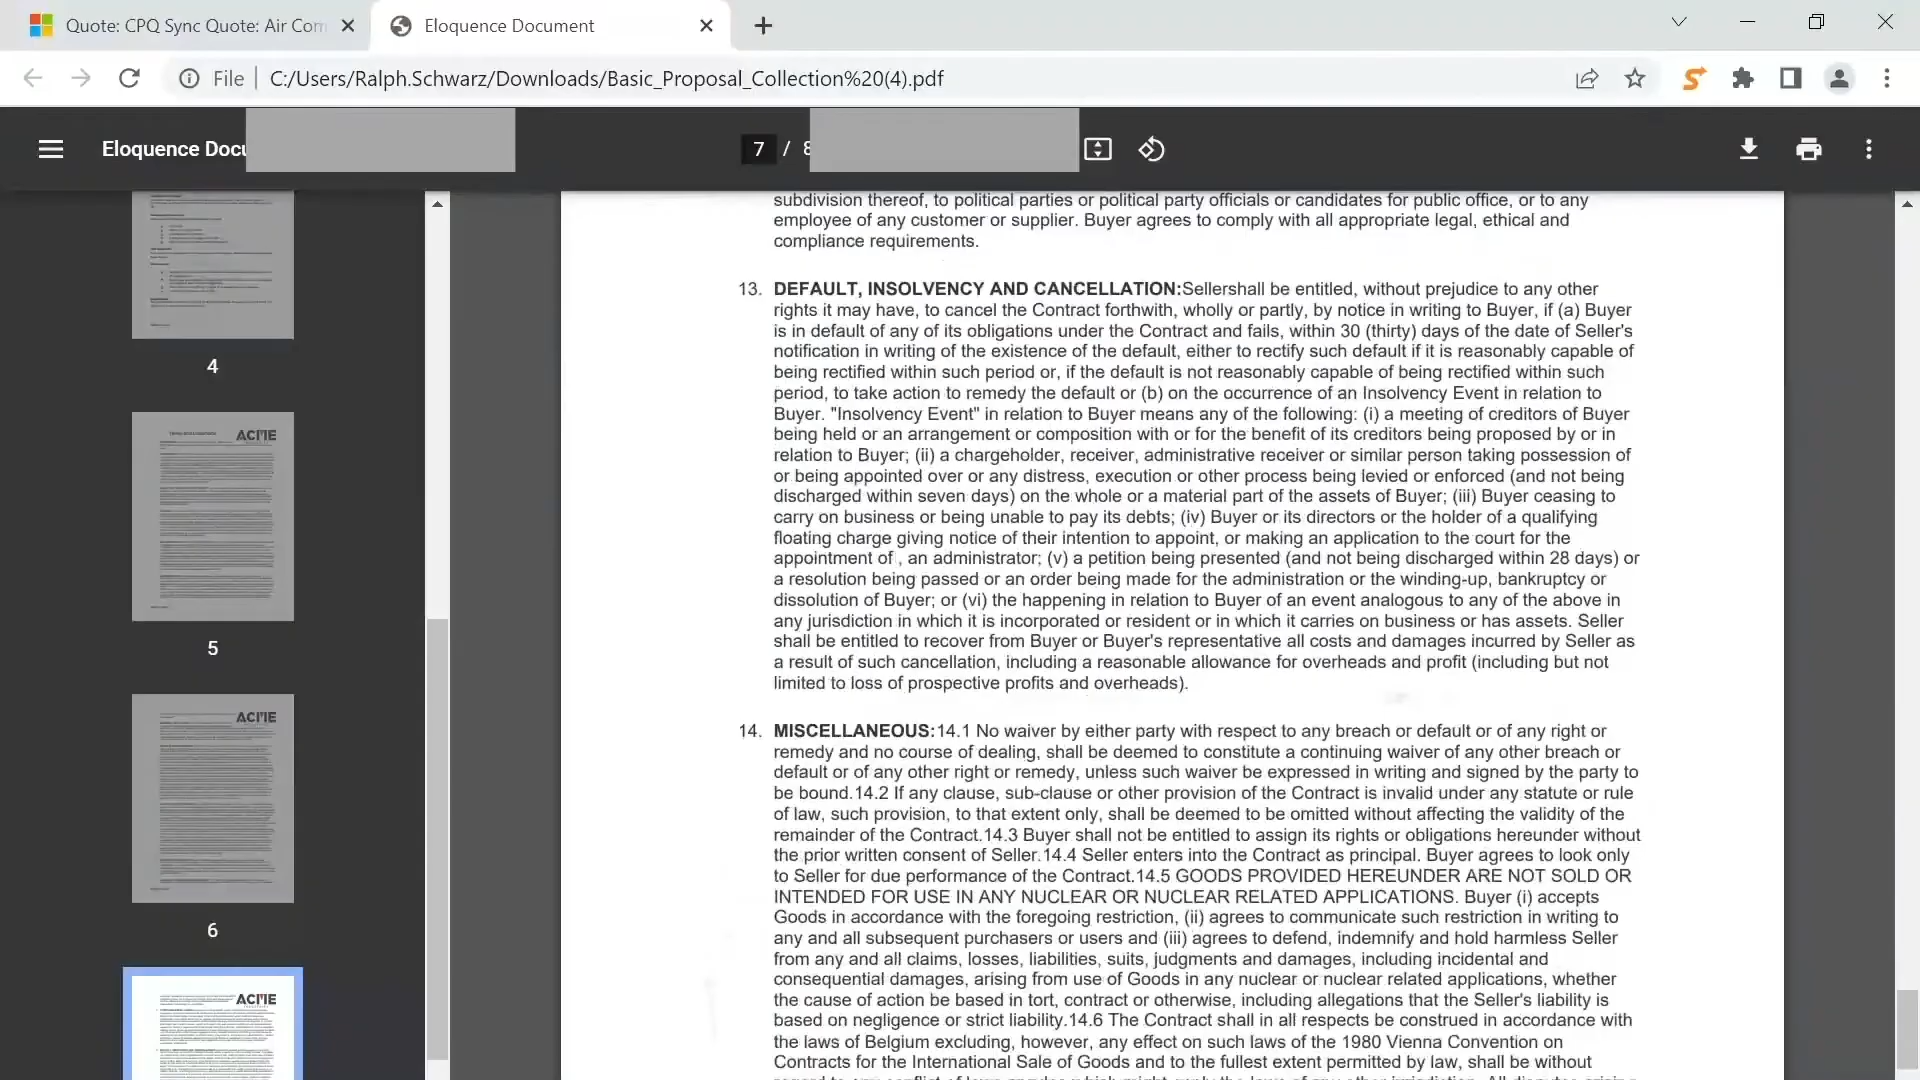 Quote: CPQ Sync Quote: Air Com
Eloquence Document
File
C:/Users/Ralph.Schwarz/Downloads/Basic_Proposal_Collection%20(4).pdf
Eloquence Docu
7 / 8
subdivision thereof, to political parties or political party officials or candidates for public office, or to any
employee of any customer or supplier. Buyer agrees to comply with all appropriate legal, ethical and
compliance requirements.
13. DEFAULT, INSOLVENCY AND CANCELLATION:Sellershall be entitled, without prejudice to any other
rights it may have, to cancel the Contract forthwith, wholly or partly, by notice in writing to Buyer, if (a) Buyer
is in default of any of its obligations under the Contract and fails, within 30 (thirty) days of the date of Seller's
notification in writing of the existence of the default, either to rectify such default if it is reasonably capable of
being rectified within such period or, if the default is not reasonably capable of being rectified within such
period, to take action to remedy the default or (b) on the occurrence of an Insolvency Event in relation to
Buyer. "Insolvency Event" in relation to Buyer means any of the following: (i) a meeting of creditors of Buyer
being held or an arrangement or composition with or for the benefit of its creditors being proposed by or in
relation to Buyer; (ii) a chargeholder, receiver, administrative receiver or similar person taking possession of
or being appointed over or any distress, execution or other process being levied or enforced (and not being
discharged within seven days) on the whole or a material part of the assets of Buyer; (iii) Buyer ceasing to
carry on business or being unable to pay its debts; (iv) Buyer or its directors or the holder of a qualifying
floating charge giving notice of their intention to appoint, or making an application to the court for the
appointment of , an administrator; (v) a petition being presented (and not being discharged within 28 days) or
a resolution being passed or an order being made for the administration or the winding-up, bankruptcy or
dissolution of Buyer; or (vi) the happening in relation to Buyer of an event analogous to any of the above in
any jurisdiction in which it is incorporated or resident or in which it carries on business or has assets. Seller
shall be entitled to recover from Buyer or Buyer's representative all costs and damages incurred by Seller as
a result of such cancellation, including a reasonable allowance for overheads and profit (including but not
limited to loss of prospective profits and overheads).
14. MISCELLANEOUS:14.1 No waiver by either party with respect to any breach or default or of any right or
remedy and no course of dealing, shall be deemed to constitute a continuing waiver of any other breach or
default or of any other right or remedy, unless such waiver be expressed in writing and signed by the party to
be bound.14.2 If any clause, sub-clause or other provision of the Contract is invalid under any statute or rule
of law, such provision, to that extent only, shall be deemed to be omitted without affecting the validity of the
remainder of the Contract.14.3 Buyer shall not be entitled to assign its rights or obligations hereunder without
the prior written consent of Seller.14.4 Seller enters into the Contract as principal. Buyer agrees to look only
to Seller for due performance of the Contract.14.5 GOODS PROVIDED HEREUNDER ARE NOT SOLD OR
INTENDED FOR USE IN ANY NUCLEAR OR NUCLEAR RELATED APPLICATIONS. Buyer (i) accepts
Goods in accordance with the foregoing restriction, (ii) agrees to communicate such restriction in writing to
any and all subsequent purchasers or users and (iii) agrees to defend, indemnify and hold harmless Seller
from any and all claims, losses, liabilities, suits, judgments and damages, including incidental and
consequential damages, arising from use of Goods in any nuclear or nuclear related applications, whether
the cause of action be based in tort, contract or otherwise, including allegations that the Seller's liability is
based on negligence or strict liability.14.6 The Contract shall in all respects be construed in accordance with
the laws of Belgium excluding, however, any effect on such laws of the 1980 Vienna Convention on
Contracts for the International Sale of Goods and to the fullest extent permitted by law, shall be without
4
ACME
5
ACME
6
ACME